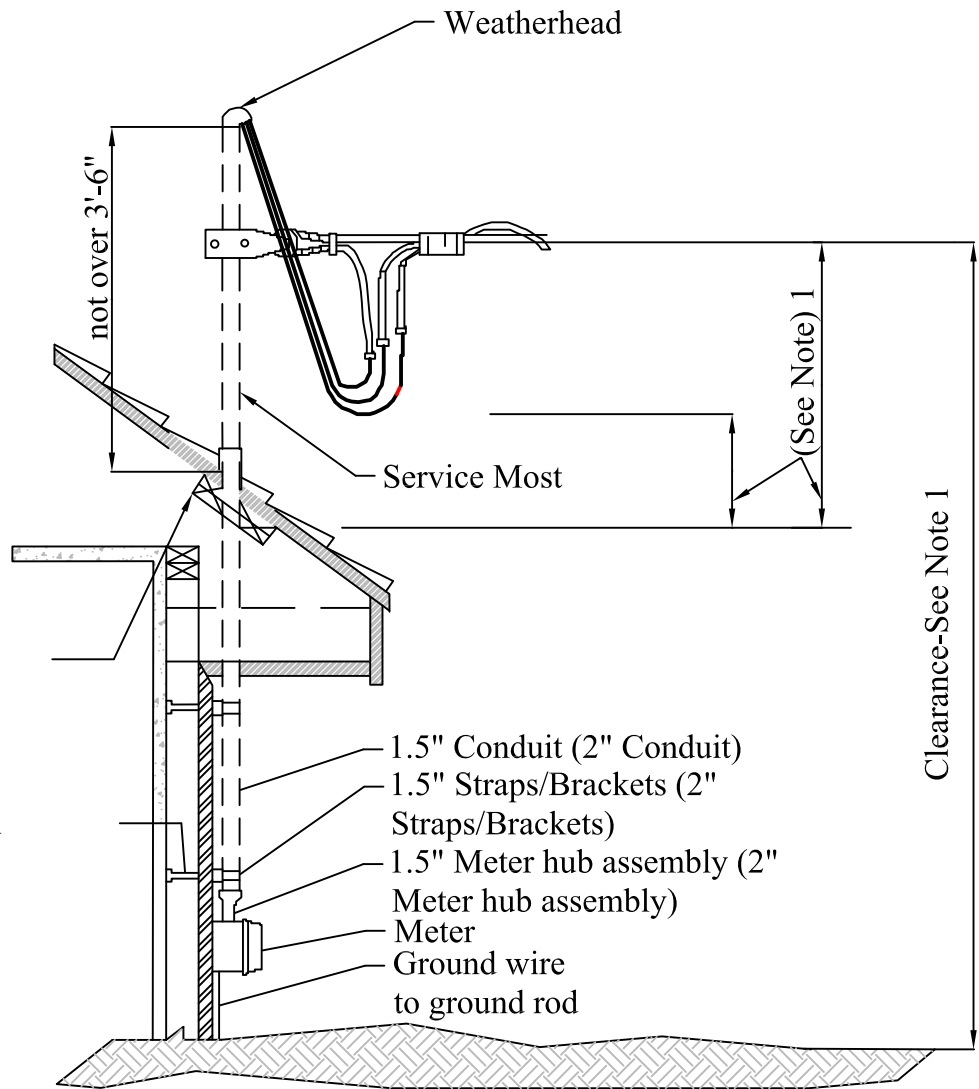 Weatherhead
not over 3'-6"
(See Note) 1
Service Most
Clearance-See Note 1
1.5" Conduit (2" Conduit)
1.5" Straps/Brackets (2"
Straps/Brackets)
1.5" Meter hub assembly (2"
Meter hub assembly)
Meter
Ground wire
to ground rod